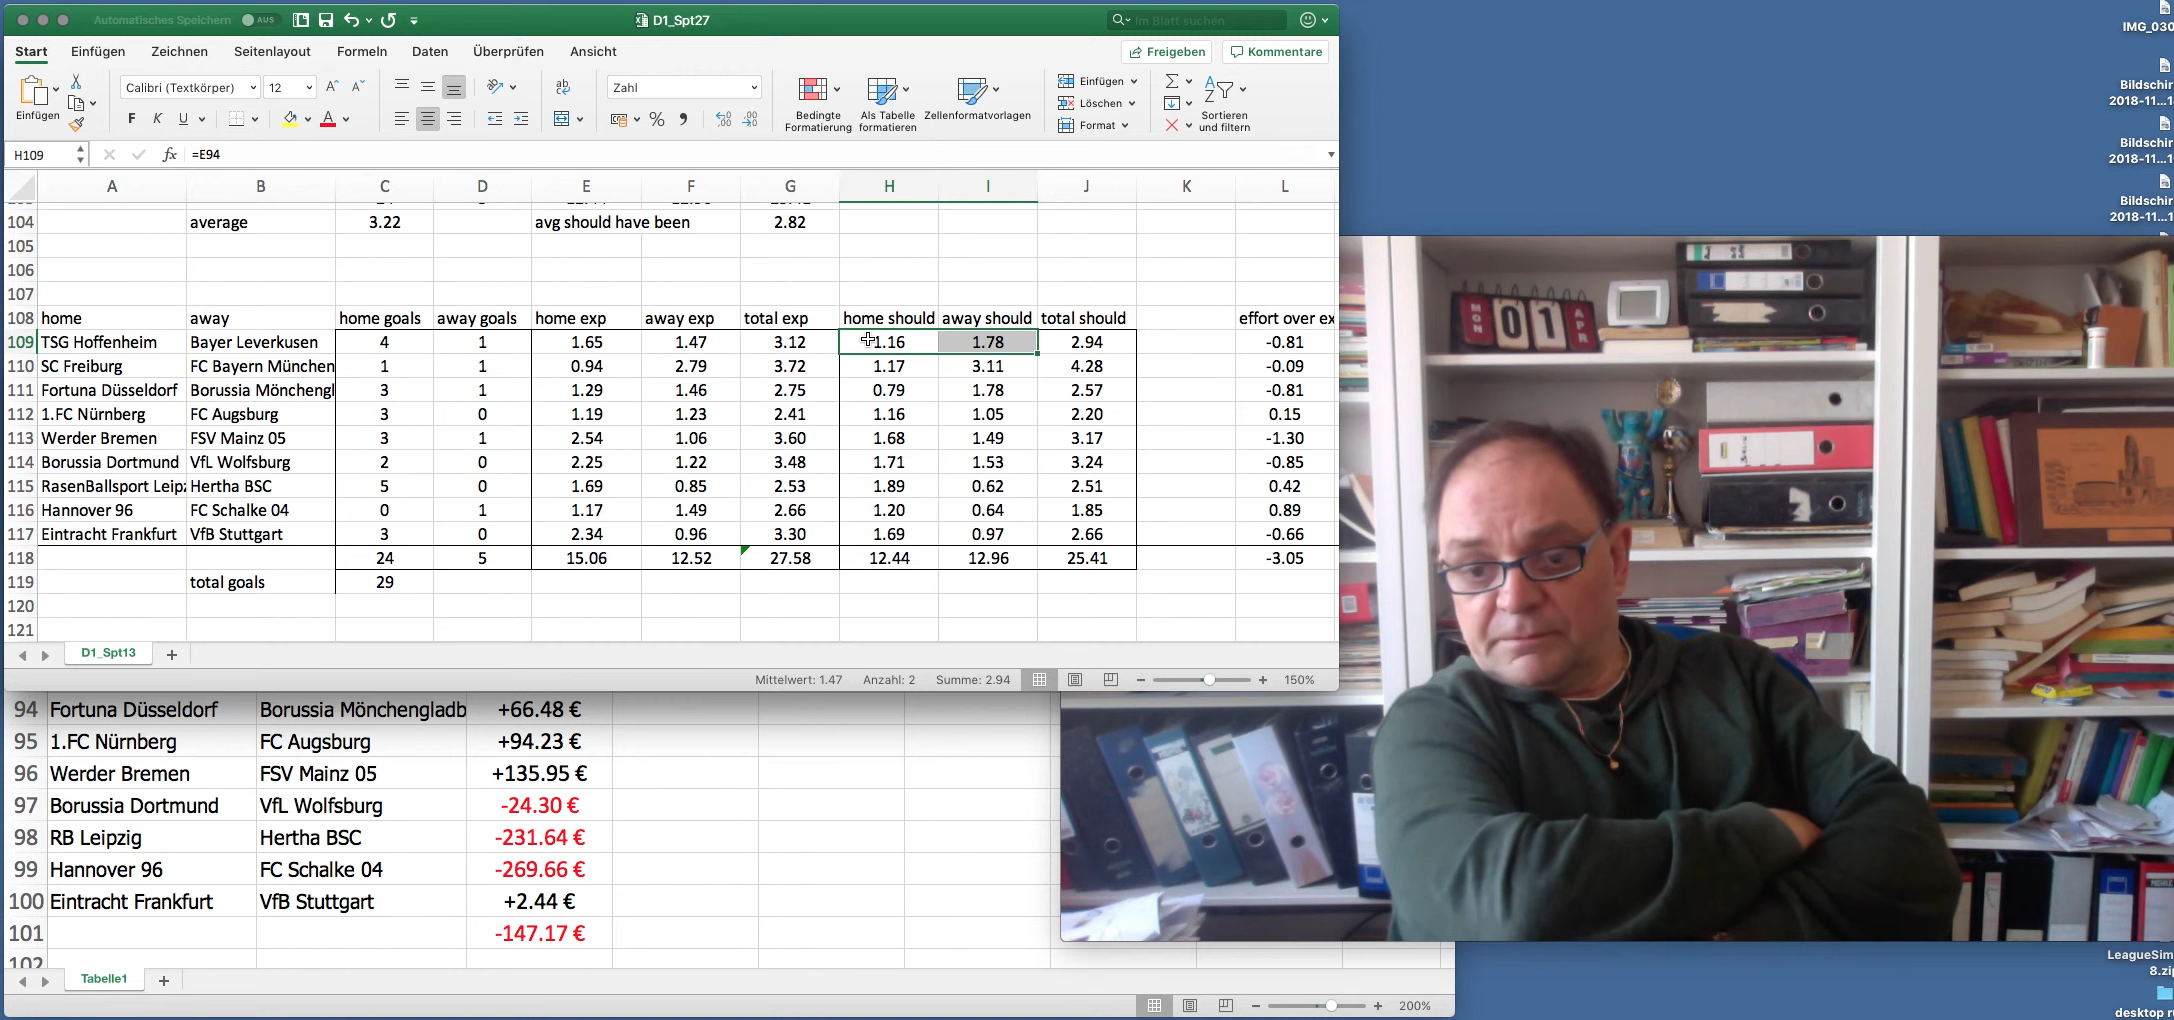 Automatisches Speichern AUS D1_Spt27 Im Blatt suchen
Start Einfügen Zeichnen Seitenlayout Formeln Daten Überprüfen Ansicht Freigeben Kommentare
Einfügen Calibri (Textkörper) 12 Zahl
F K U A
Bedingte Formatierung Als Tabelle formatieren Zellenformatvorlagen
Einfügen
Löschen
Format
Sortieren und filtern
H109 fx =E94
A B C D E F G H I J K L
104 average 3.22 avg should have been 2.82
105
106
107
108 home away home goals away goals home exp away exp total exp home should away should total should effort over ex
109 TSG Hoffenheim Bayer Leverkusen 4 1 1.65 1.47 3.12 1.16 1.78 2.94 -0.81
110 SC Freiburg FC Bayern München 1 1 0.94 2.79 3.72 1.17 3.11 4.28 -0.09
111 Fortuna Düsseldorf Borussia Möncheng 3 1 1.29 1.46 2.75 0.79 1.78 2.57 -0.81
112 1.FC Nürnberg FC Augsburg 3 0 1.19 1.23 2.41 1.16 1.05 2.20 0.15
113 Werder Bremen FSV Mainz 05 3 1 2.54 1.06 3.60 1.68 1.49 3.17 -1.30
114 Borussia Dortmund VfL Wolfsburg 2 0 2.25 1.22 3.48 1.71 1.53 3.24 -0.85
115 RasenBallsport Leipz Hertha BSC 5 0 1.69 0.85 2.53 1.89 0.62 2.51 0.42
116 Hannover 96 FC Schalke 04 0 1 1.17 1.49 2.66 1.20 0.64 1.85 0.89
117 Eintracht Frankfurt VfB Stuttgart 3 0 2.34 0.96 3.30 1.69 0.97 2.66 -0.66
118 24 5 15.06 12.52 27.58 12.44 12.96 25.41 -3.05
119 total goals 29
120
121
D1_Spt13
Mittelwert: 1.47 Anzahl: 2 Summe: 2.94 150%
94 Fortuna Düsseldorf Borussia Mönchengladb +66.48 €
95 1.FC Nürnberg FC Augsburg +94.23 €
96 Werder Bremen FSV Mainz 05 +135.95 €
97 Borussia Dortmund VfL Wolfsburg -24.30 €
98 RB Leipzig Hertha BSC -231.64 €
99 Hannover 96 FC Schalke 04 -269.66 €
100 Eintracht Frankfurt VfB Stuttgart +2.44 €
101 -147.17 €
102
Tabelle1
200%
IMG_030
Bildschir
2018-11...1
Bildschir
2018-11...1
Bildschir
2018-11...1
MON 01 APR
LeagueSim
8.zi
desktop r